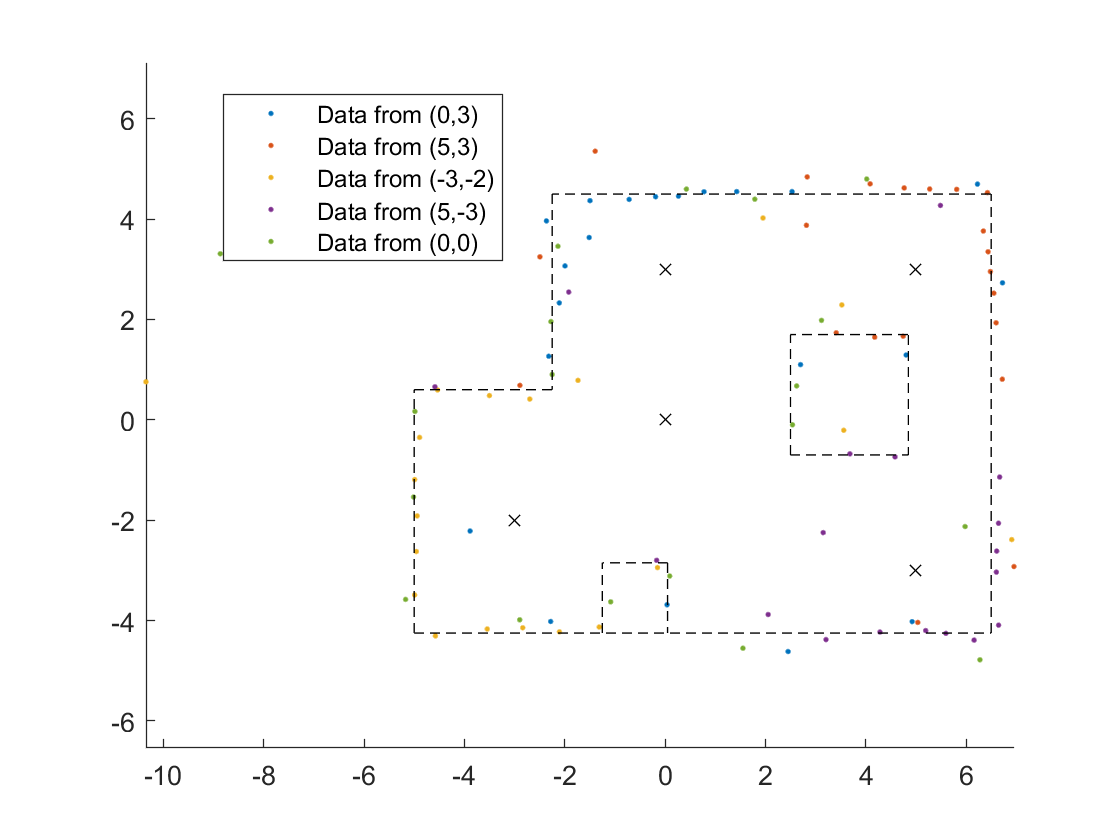 6
4
2
0
-2
-4
-6
Data from (0,3)
Data from (5,3)
Data from (-3,-2)
Data from (5,-3)
Data from (0,0)
-10 -8 -6 -4 -2 0 2 4 6